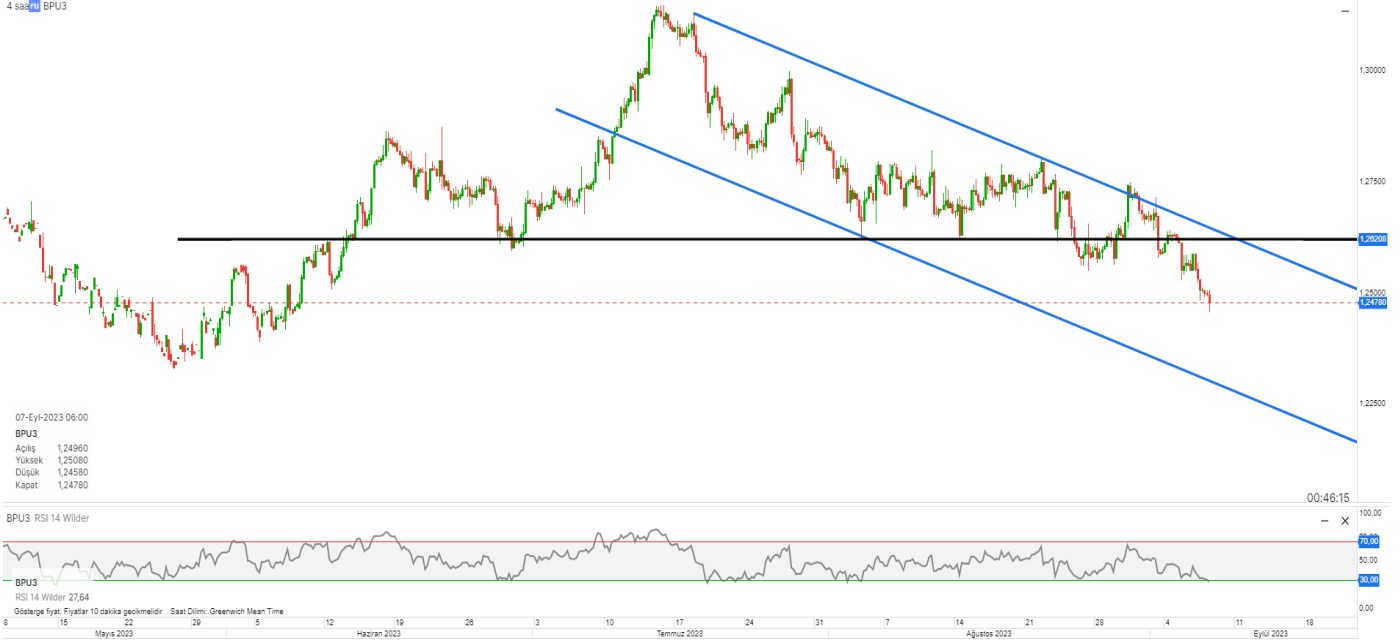 4 saa FU BPU3
1,30000
1,27500
1,26208
1,25000
1,24780
1,22500
07-Eyl-2023 06:00
BPU3
Açılış 1,24960
Yüksek 1,25080
Düşük 1,24580
Kapat 1,24780
00:46:15
BPU3 RSI 14 Wilder
100,00
70,00
50,00
30,00
0,00
BPU3
RSI 14 Wilder 27,64
Gösterge fiyat. Fiyatlar 10 dakika gecikmelidir Saat Dilimi: Greenwich Mean Time
8 15 22 29 5 12 19 26 3 10 17 24 31 7 14 21 28 4 11 18
Mayıs 2023 Haziran 2023 Temmuz 2023 Ağustos 2023 Eylül 2023